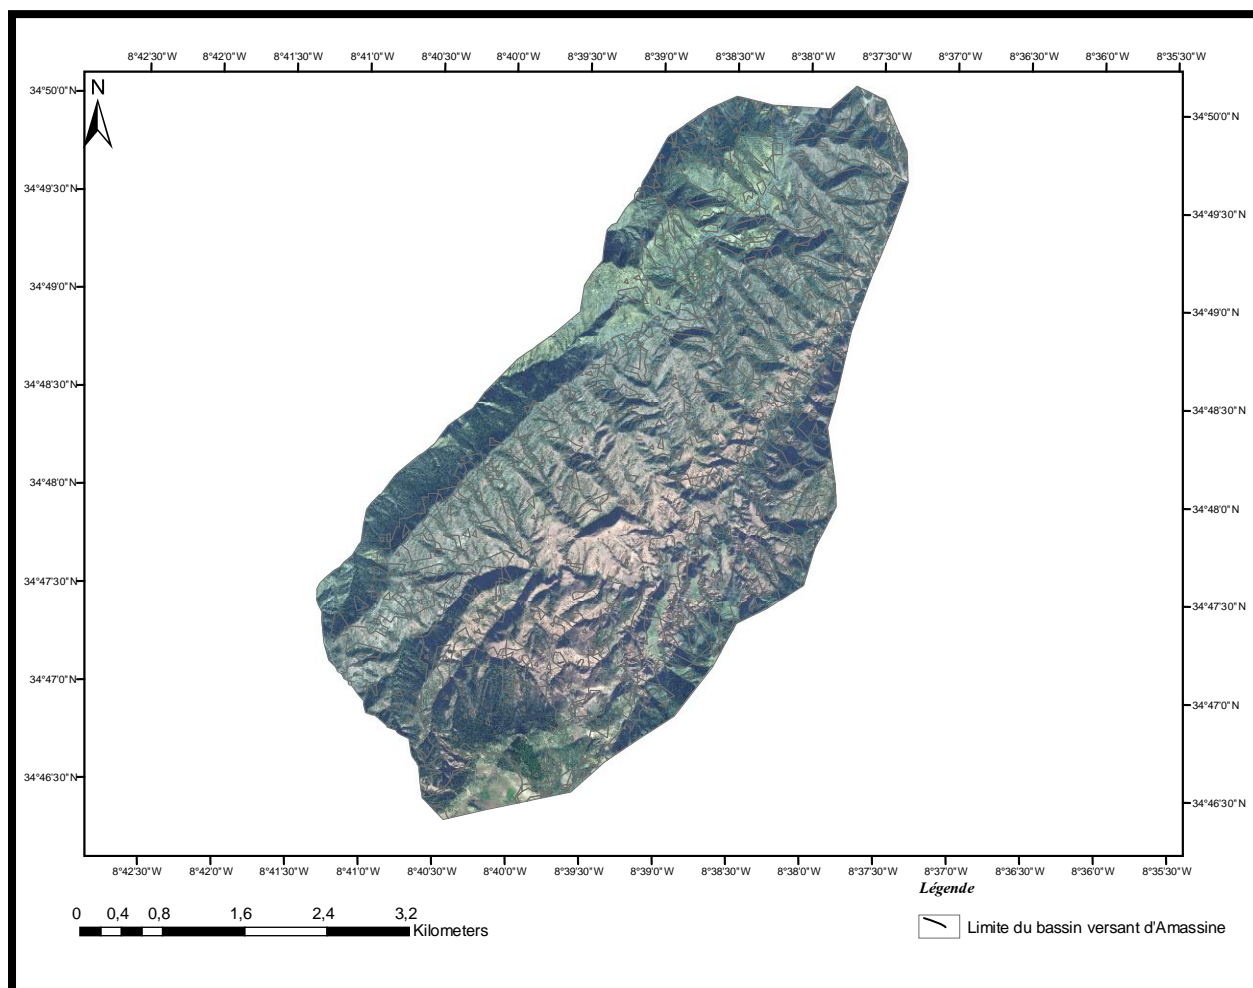 8°42'30"W 8°42'0"W 8°41'30"W 8°41'0"W 8°40'30"W 8°40'0"W 8°39'30"W 8°39'0"W 8°38'30"W 8°38'0"W 8°37'30"W 8°37'0"W 8°36'30"W 8°36'0"W 8°35'30"W
N
34°50'0"N 34°50'0"N
34°49'30"N 34°49'30"N
34°49'0"N 34°49'0"N
34°48'30"N 34°48'30"N
34°48'0"N 34°48'0"N
34°47'30"N 34°47'30"N
34°47'0"N 34°47'0"N
34°46'30"N 34°46'30"N
8°42'30"W 8°42'0"W 8°41'30"W 8°41'0"W 8°40'30"W 8°40'0"W 8°39'30"W 8°39'0"W 8°38'30"W 8°38'0"W 8°37'30"W 8°37'0"W 8°36'30"W 8°36'0"W 8°35'30"W
Légende
0 0,4 0,8 1,6 2,4 3,2
Kilometers
Limite du bassin versant d'Amassine